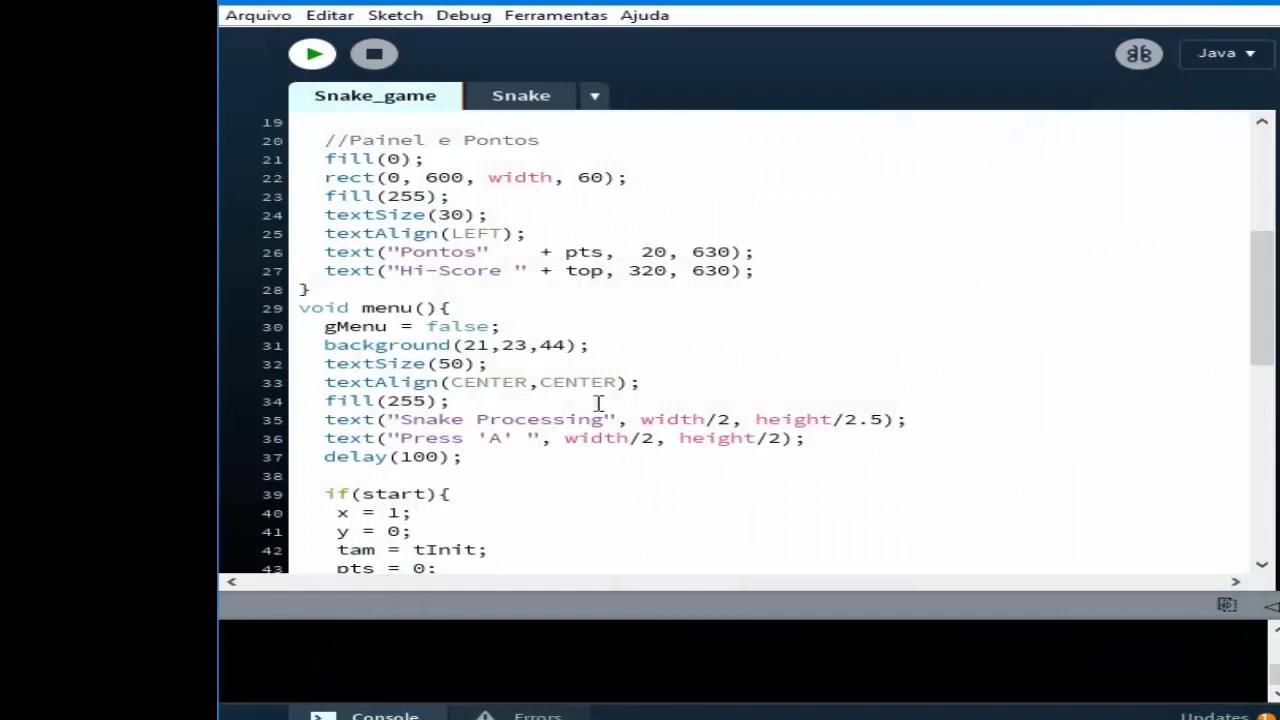 Arquivo Editar Sketch Debug Ferramentas Ajuda
Java
Snake_game Snake
19
20 //Painel e Pontos
21 fill(0);
22 rect(0, 600, width, 60);
23 fill(255);
24 textSize(30);
25 textAlign(LEFT);
26 text("Pontos" + pts, 20, 630);
27 text("Hi-Score " + top, 320, 630);
28 }
29 void menu(){
30 gMenu = false;
31 background(21,23,44);
32 textSize(50);
33 textAlign(CENTER,CENTER);
34 fill(255);
35 text("Snake Processing", width/2, height/2.5);
36 text("Press 'A' ", width/2, height/2);
37 delay(100);
38
39 if(start){
40 x = 1;
41 y = 0;
42 tam = tInit;
43 pts = 0;
Console Errors Updates 1